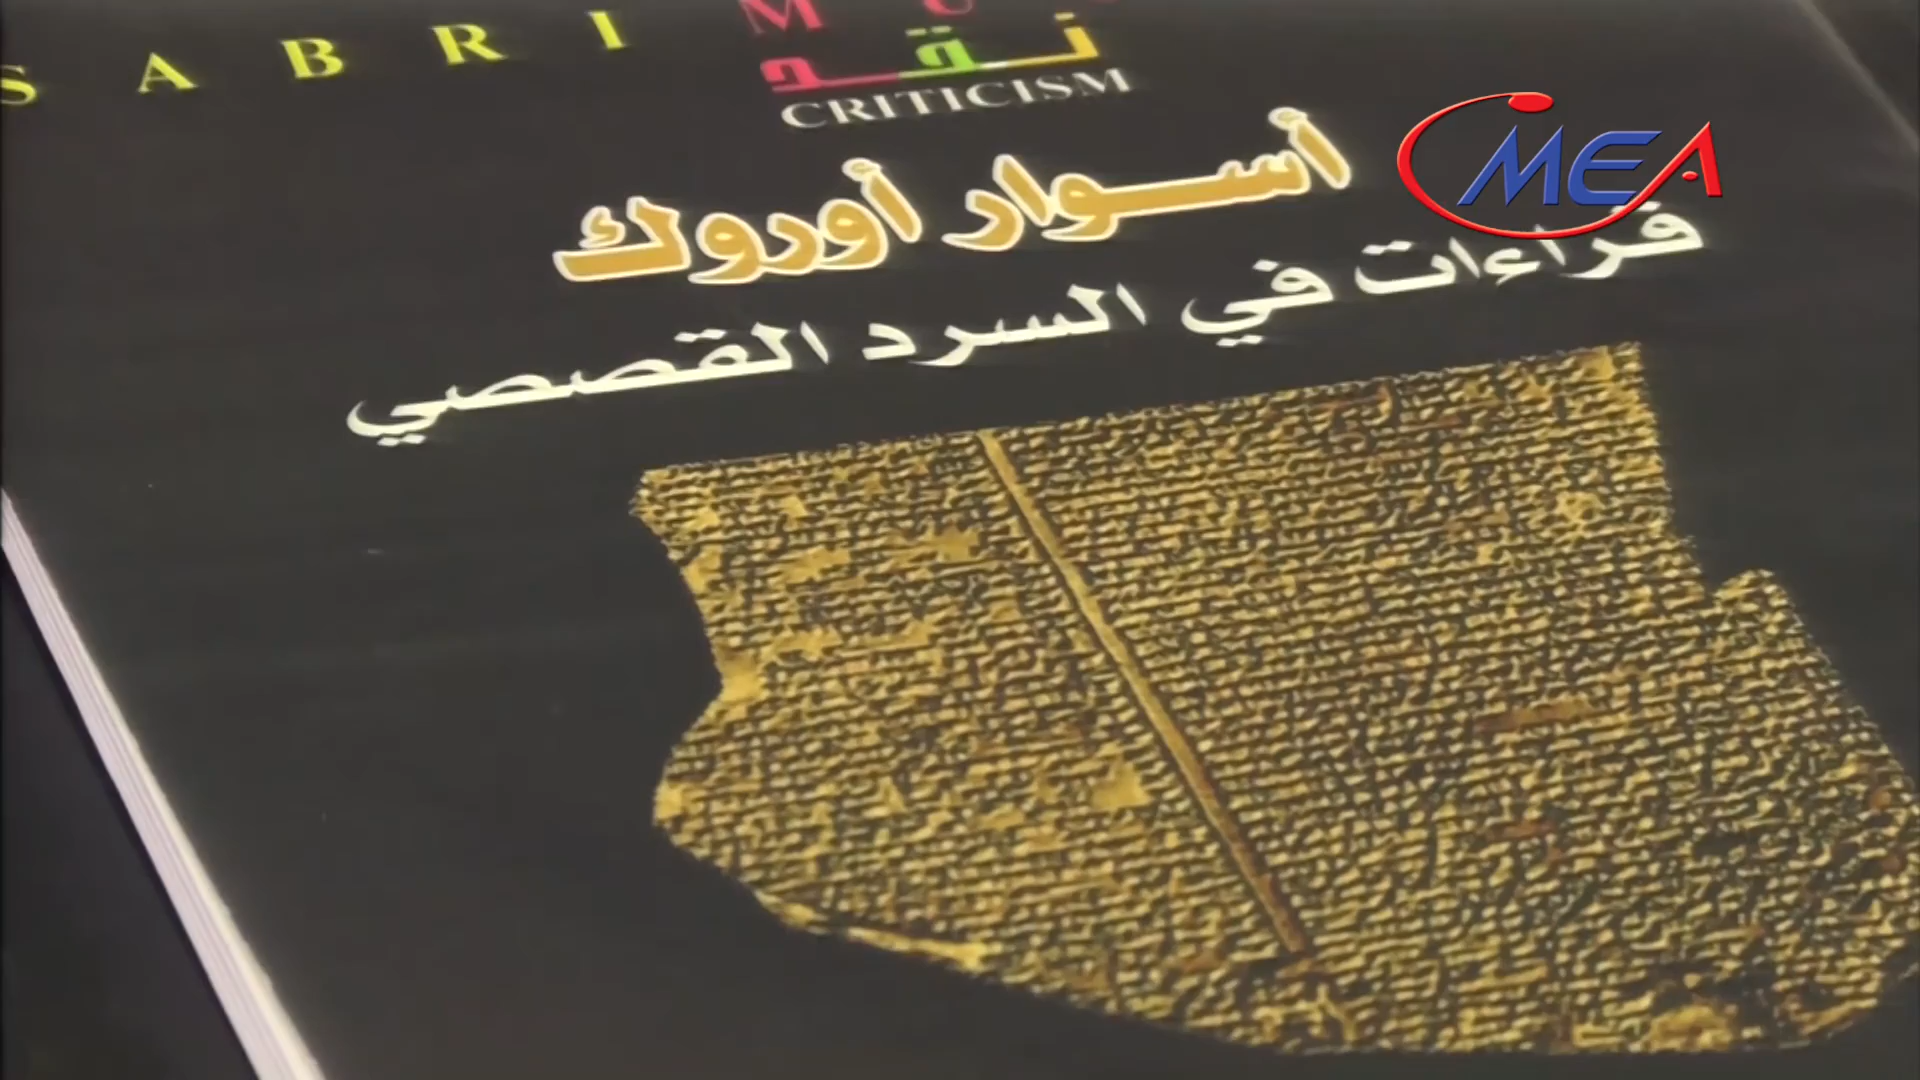 SABRI MU
نقد
CRITICISM
أسوار أوروك
قراءات في السرد القصصي
MEA